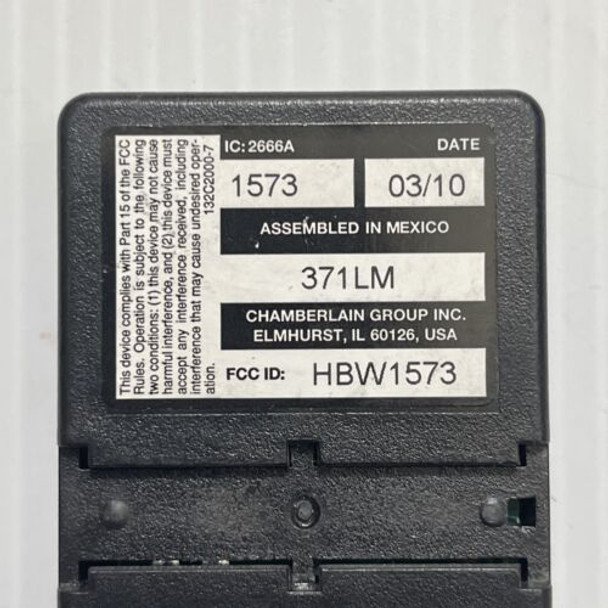 IC: 2666A
DATE
1573
03/10
ASSEMBLED IN MEXICO
371LM
CHAMBERLAIN GROUP INC.
ELMHURST, IL 60126, USA
FCC ID: HBW1573
This device complies with Part 15 of the FCC
Rules. Operation is subject to the following
two conditions: (1) this device may not cause
harmful interference, and (2) this device must
accept any interference received, including
interference that may cause undesired oper-
ation.
132C2000-7